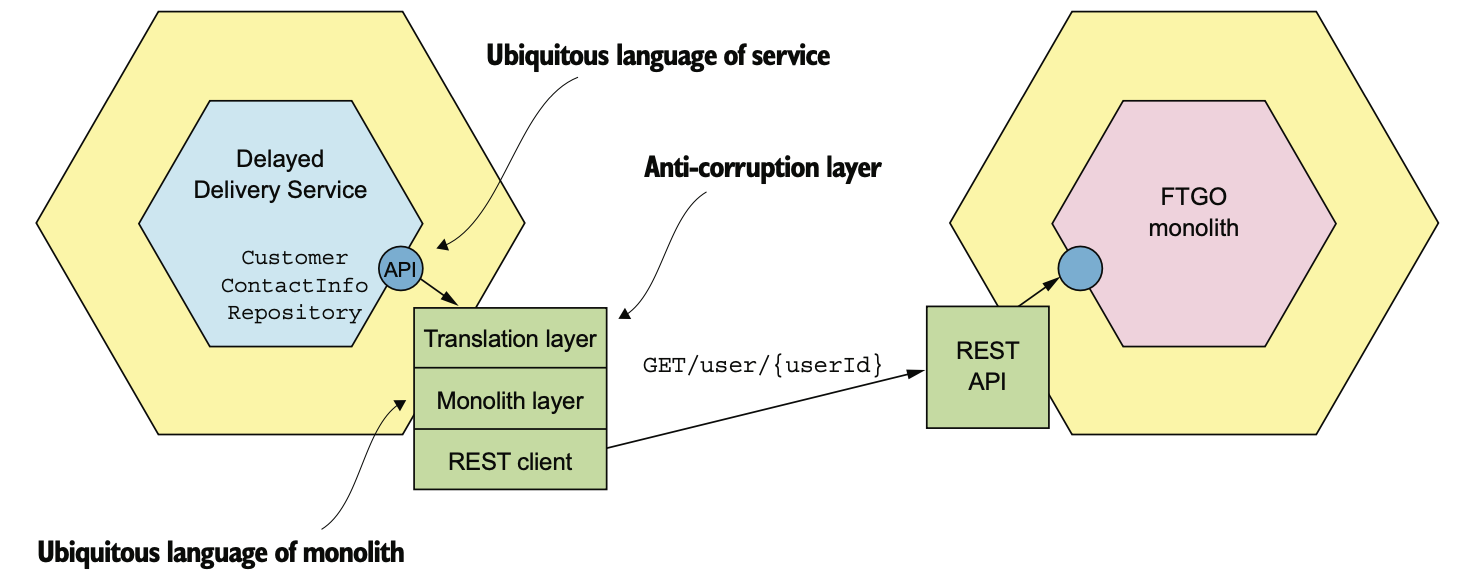 Ubiquitous language of service
Delayed
Delivery Service
Customer
ContactInfo
Repository
API
Anti-corruption layer
Translation layer
Monolith layer
REST client
Ubiquitous language of monolith
GET/user/{userId}
REST
API
FTGO
monolith